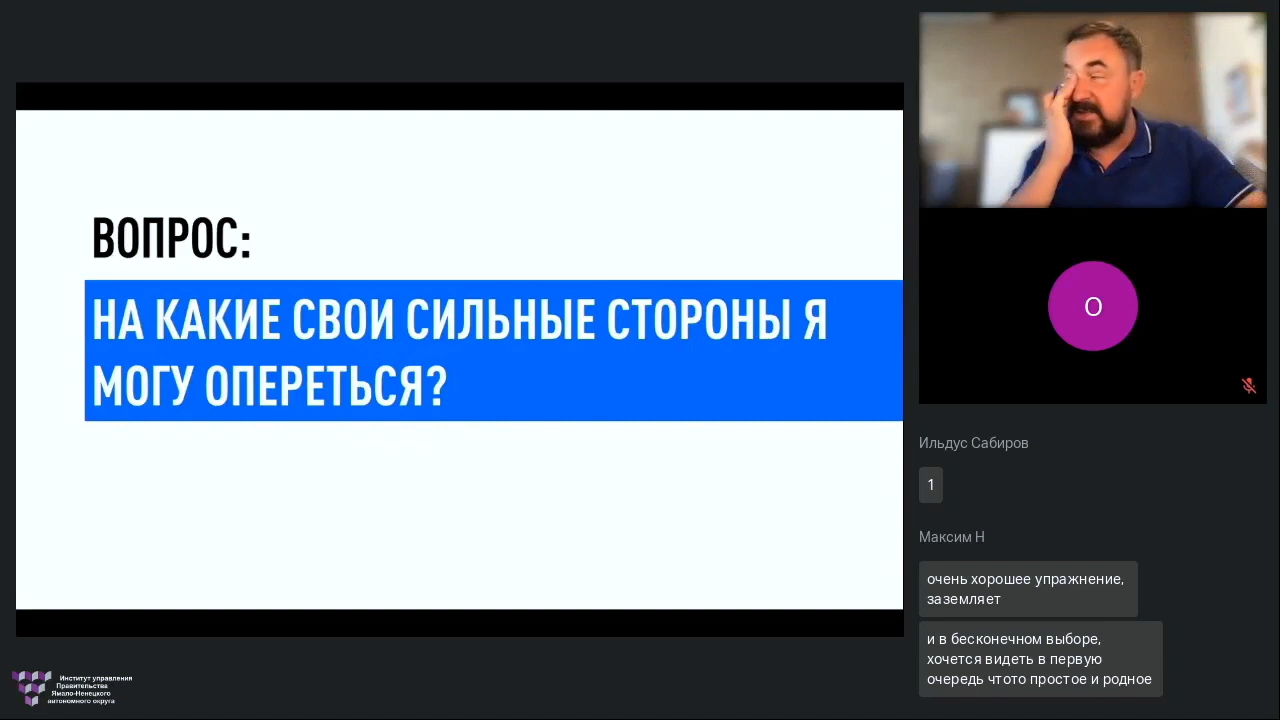 ВОПРОС:
НА КАКИЕ СВОИ СИЛЬНЫЕ СТОРОНЫ Я
МОГУ ОПЕРЕТЬСЯ?
О
Ильдус Сабиров
1
Максим Н
очень хорошее упражнение,
заземляет
и в бесконечном выборе,
хочется видеть в первую
очередь чтото простое и родное
Институт управления
Правительства
Ямало-Ненецкого
автономного округа